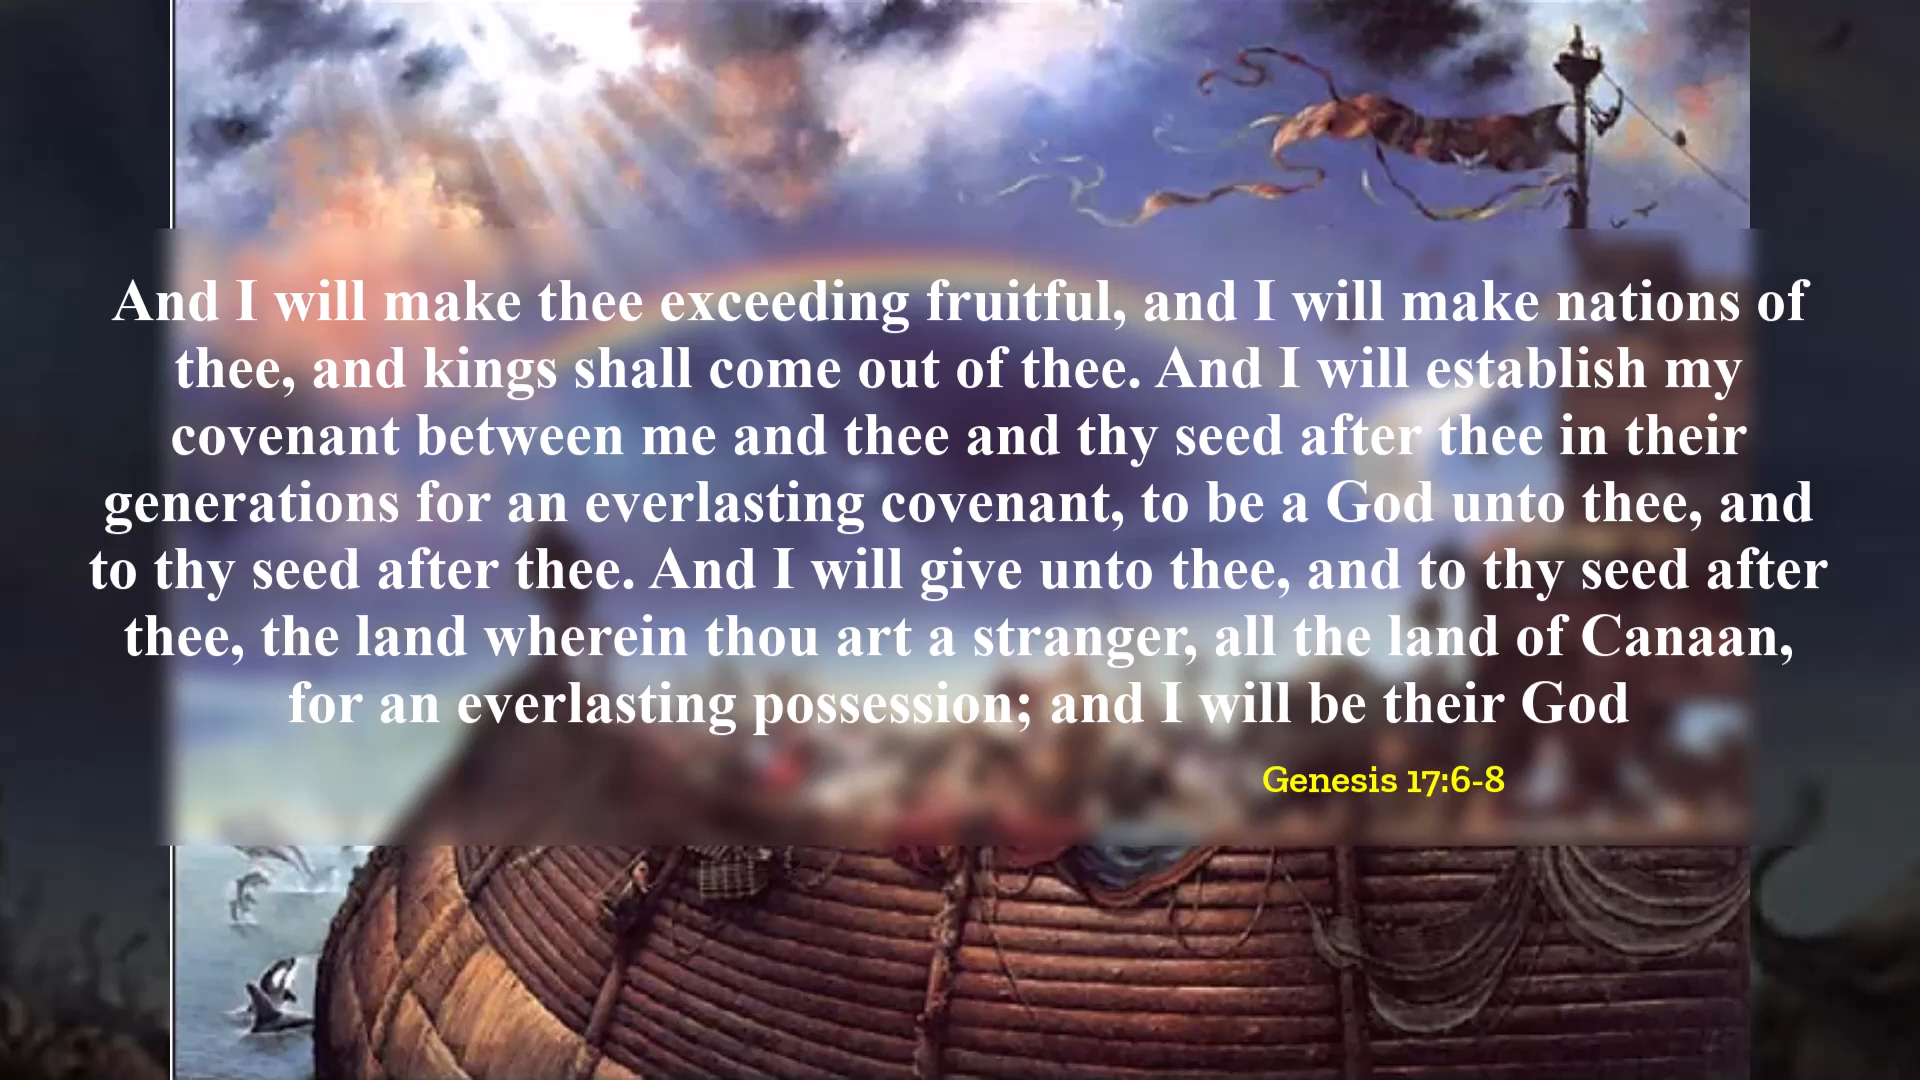 And I will make thee exceeding fruitful, and I will make nations of
thee, and kings shall come out of thee. And I will establish my
covenant between me and thee and thy seed after thee in their
generations for an everlasting covenant, to be a God unto thee, and
to thy seed after thee. And I will give unto thee, and to thy seed after
thee, the land wherein thou art a stranger, all the land of Canaan,
for an everlasting possession; and I will be their God
Genesis 17:6-8